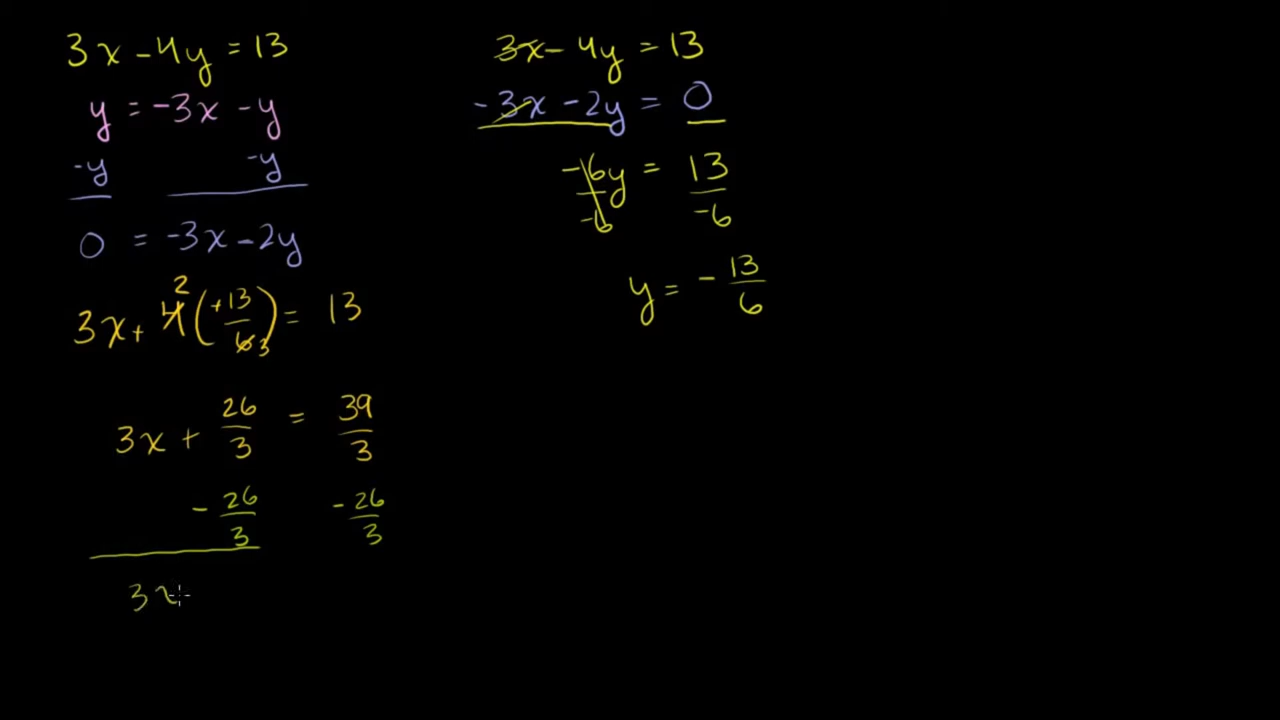 3x - 4y = 13
y = -3x - y
-y -y
0 = -3x - 2y
3x + 4 2 (+13/6 3) = 13
3x + 26/3 = 39/3
- 26/3 - 26/3
3x
3x - 4y = 13
-3x - 2y = 0
-6y/-6 = 13/-6
y = - 13/6